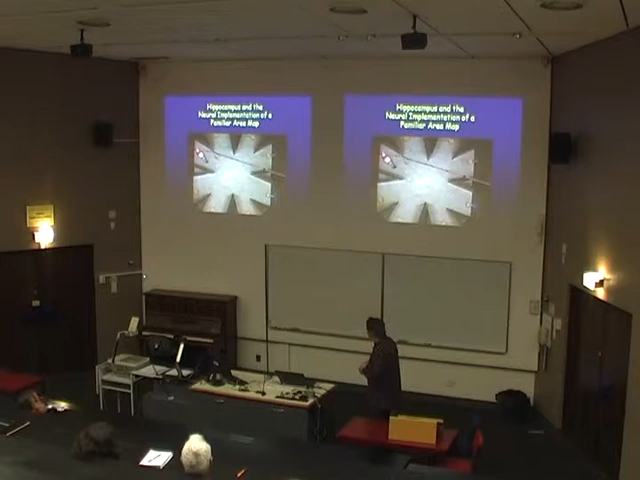 Hippocampus and the
Neural Implementation of a
Familiar Area Map
Hippocampus and the
Neural Implementation of a
Familiar Area Map